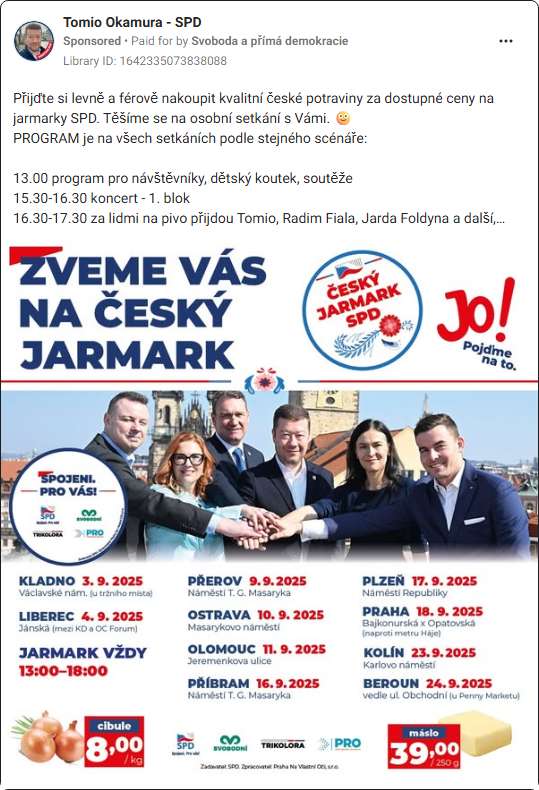 Tomio Okamura - SPD
Sponsored • Paid for by Svoboda a přímá demokracie
Library ID: 1642335073838088
Přijďte si levně a férově nakoupit kvalitní české potraviny za dostupné ceny na
jarmarky SPD. Těšíme se na osobní setkání s Vámi. 😉
PROGRAM je na všech setkáních podle stejného scénáře:
13.00 program pro návštěvníky, dětský koutek, soutěže
15.30-16.30 koncert - 1. blok
16.30-17.30 za lidmi na pivo přijdou Tomio, Radim Fiala, Jarda Foldyna a další,...
ZVEME VÁS
NA ČESKÝ
JARMARK
ČESKÝ
JARMARK
SPD
Jo!
Pojďme
na to.
SPOJENI.
PRO VÁS!
SPD
SVOBODNÍ
TRIKOLORA
PRO
KLADNO 3. 9. 2025
Václavské nám. (u tržního místa)
LIBEREC 4. 9. 2025
Jánská (mezi KD a OC Forum)
JARMARK VŽDY
13:00–18:00
PŘEROV 9. 9. 2025
Náměstí T. G. Masaryka
OSTRAVA 10. 9. 2025
Masarykovo náměstí
OLOMOUC 11. 9. 2025
Jeremenkova ulice
PŘÍBRAM 16. 9. 2025
Náměstí T. G. Masaryka
PLZEŇ 17. 9. 2025
Náměstí Republiky
PRAHA 18. 9. 2025
Bajkonurská x Opatovská
(naproti metru Háje)
KOLÍN 23. 9. 2025
Karlovo náměstí
BEROUN 24. 9. 2025
vedle ul. Obchodní (u Penny Marketu)
cibule
8,00
/ kg
SPD
SVOBODNÍ
TRIKOLORA
PRO
máslo
39,00
/ 250 g
Zadavatel: SPD. Zpracovatel: Praha Na Vlastní Oči, s.r.o.